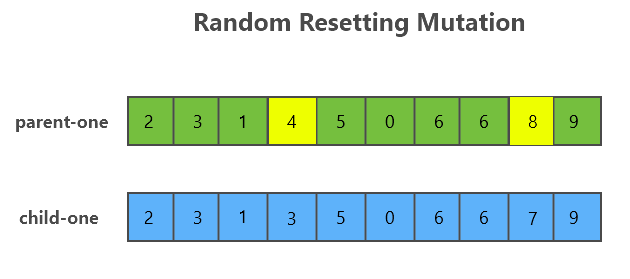 Random Resetting Mutation
parent-one 2 3 1 4 5 0 6 6 8 9
child-one 2 3 1 3 5 0 6 6 7 9